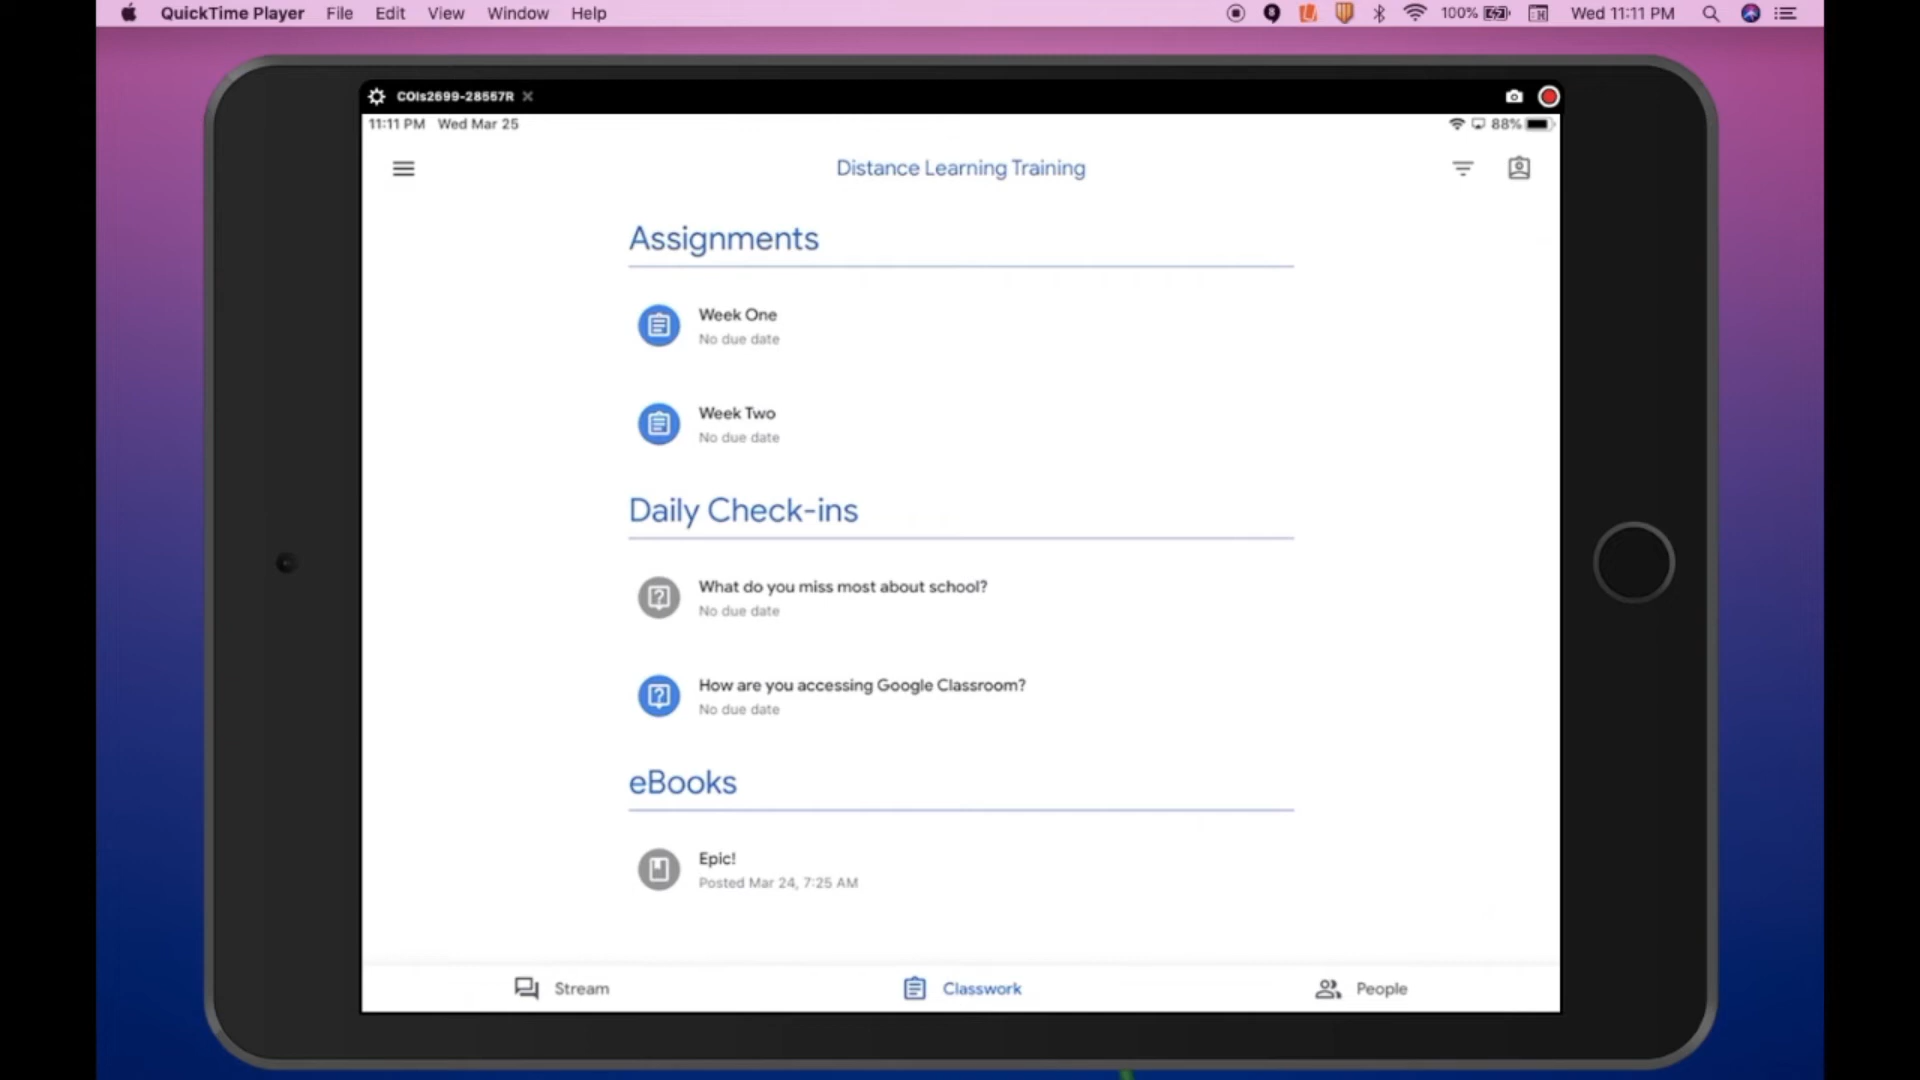 QuickTime Player File Edit View Window Help 100% Wed 11:11 PM
COIs2699-28557R
11:11 PM Wed Mar 25 88%
Distance Learning Training
Assignments
Week One
No due date
Week Two
No due date
Daily Check-ins
What do you miss most about school?
No due date
How are you accessing Google Classroom?
No due date
eBooks
Epic!
Posted Mar 24, 7:25 AM
Stream Classwork People